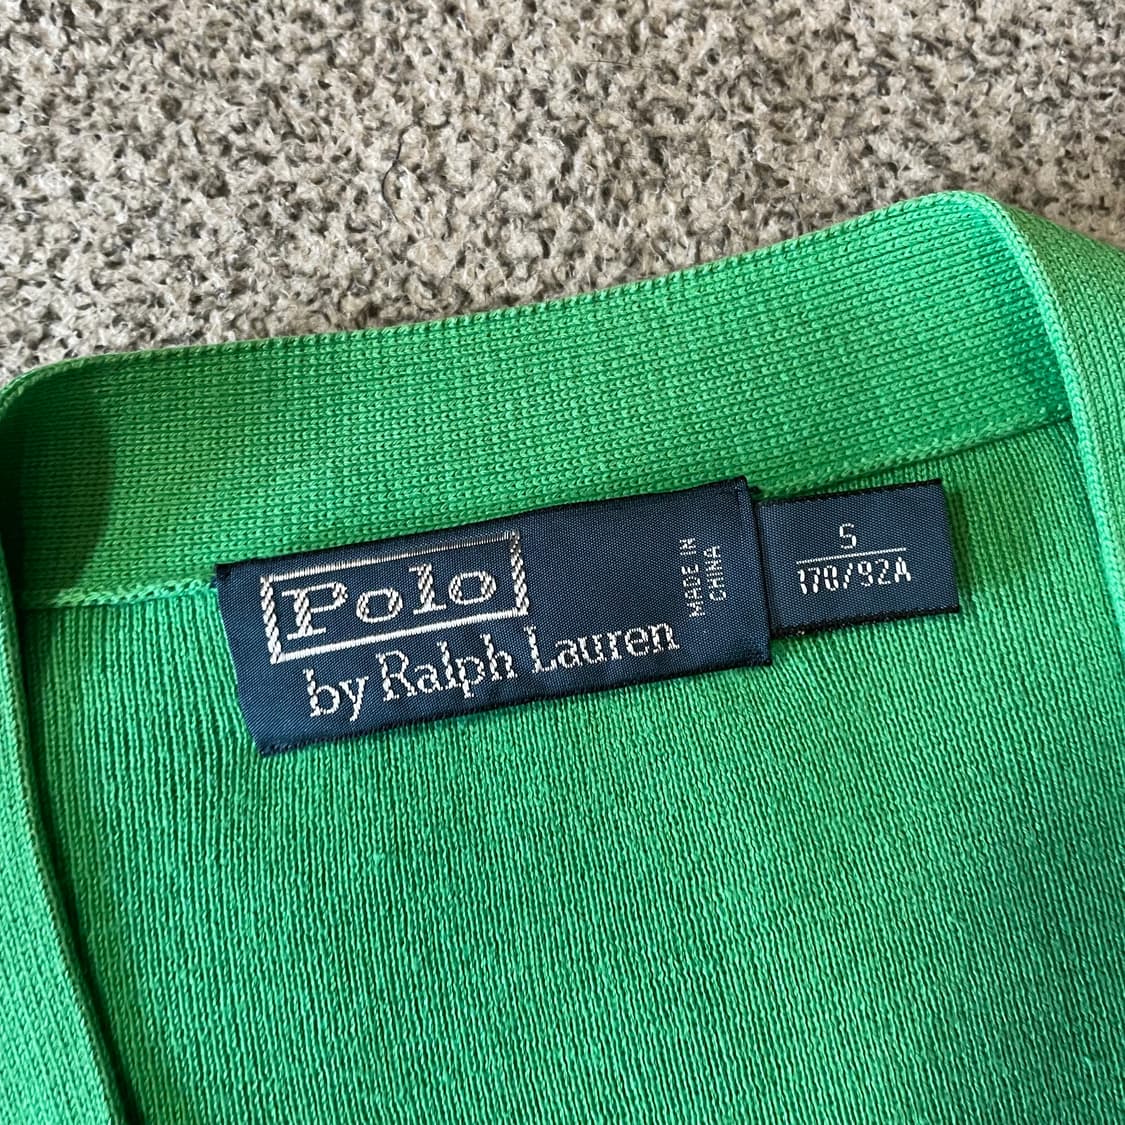 Polo
by Ralph Lauren
MADE IN
CHINA
S
170/92A